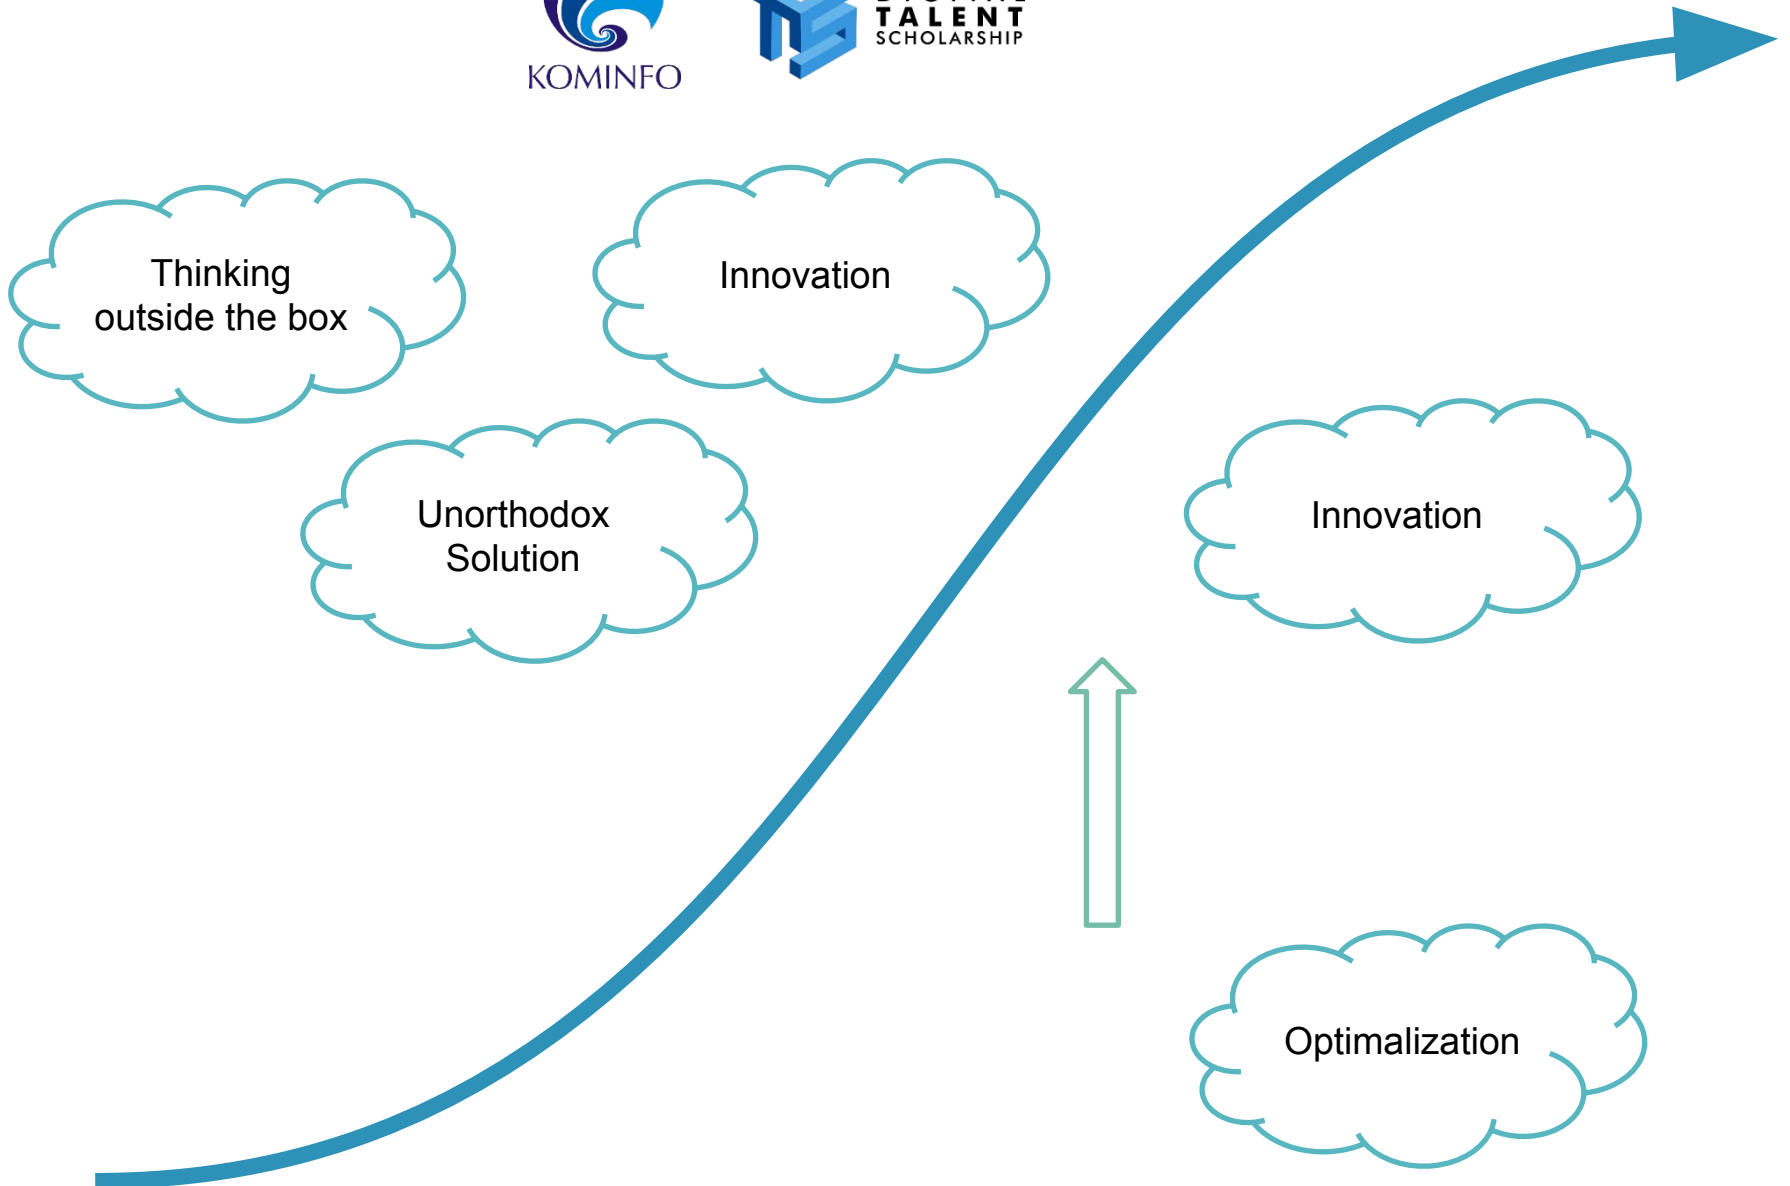 TALENT
SCHOLARSHIP
KOMINFO
Thinking
outside the box
Innovation
Unorthodox
Solution
Innovation
Optimalization